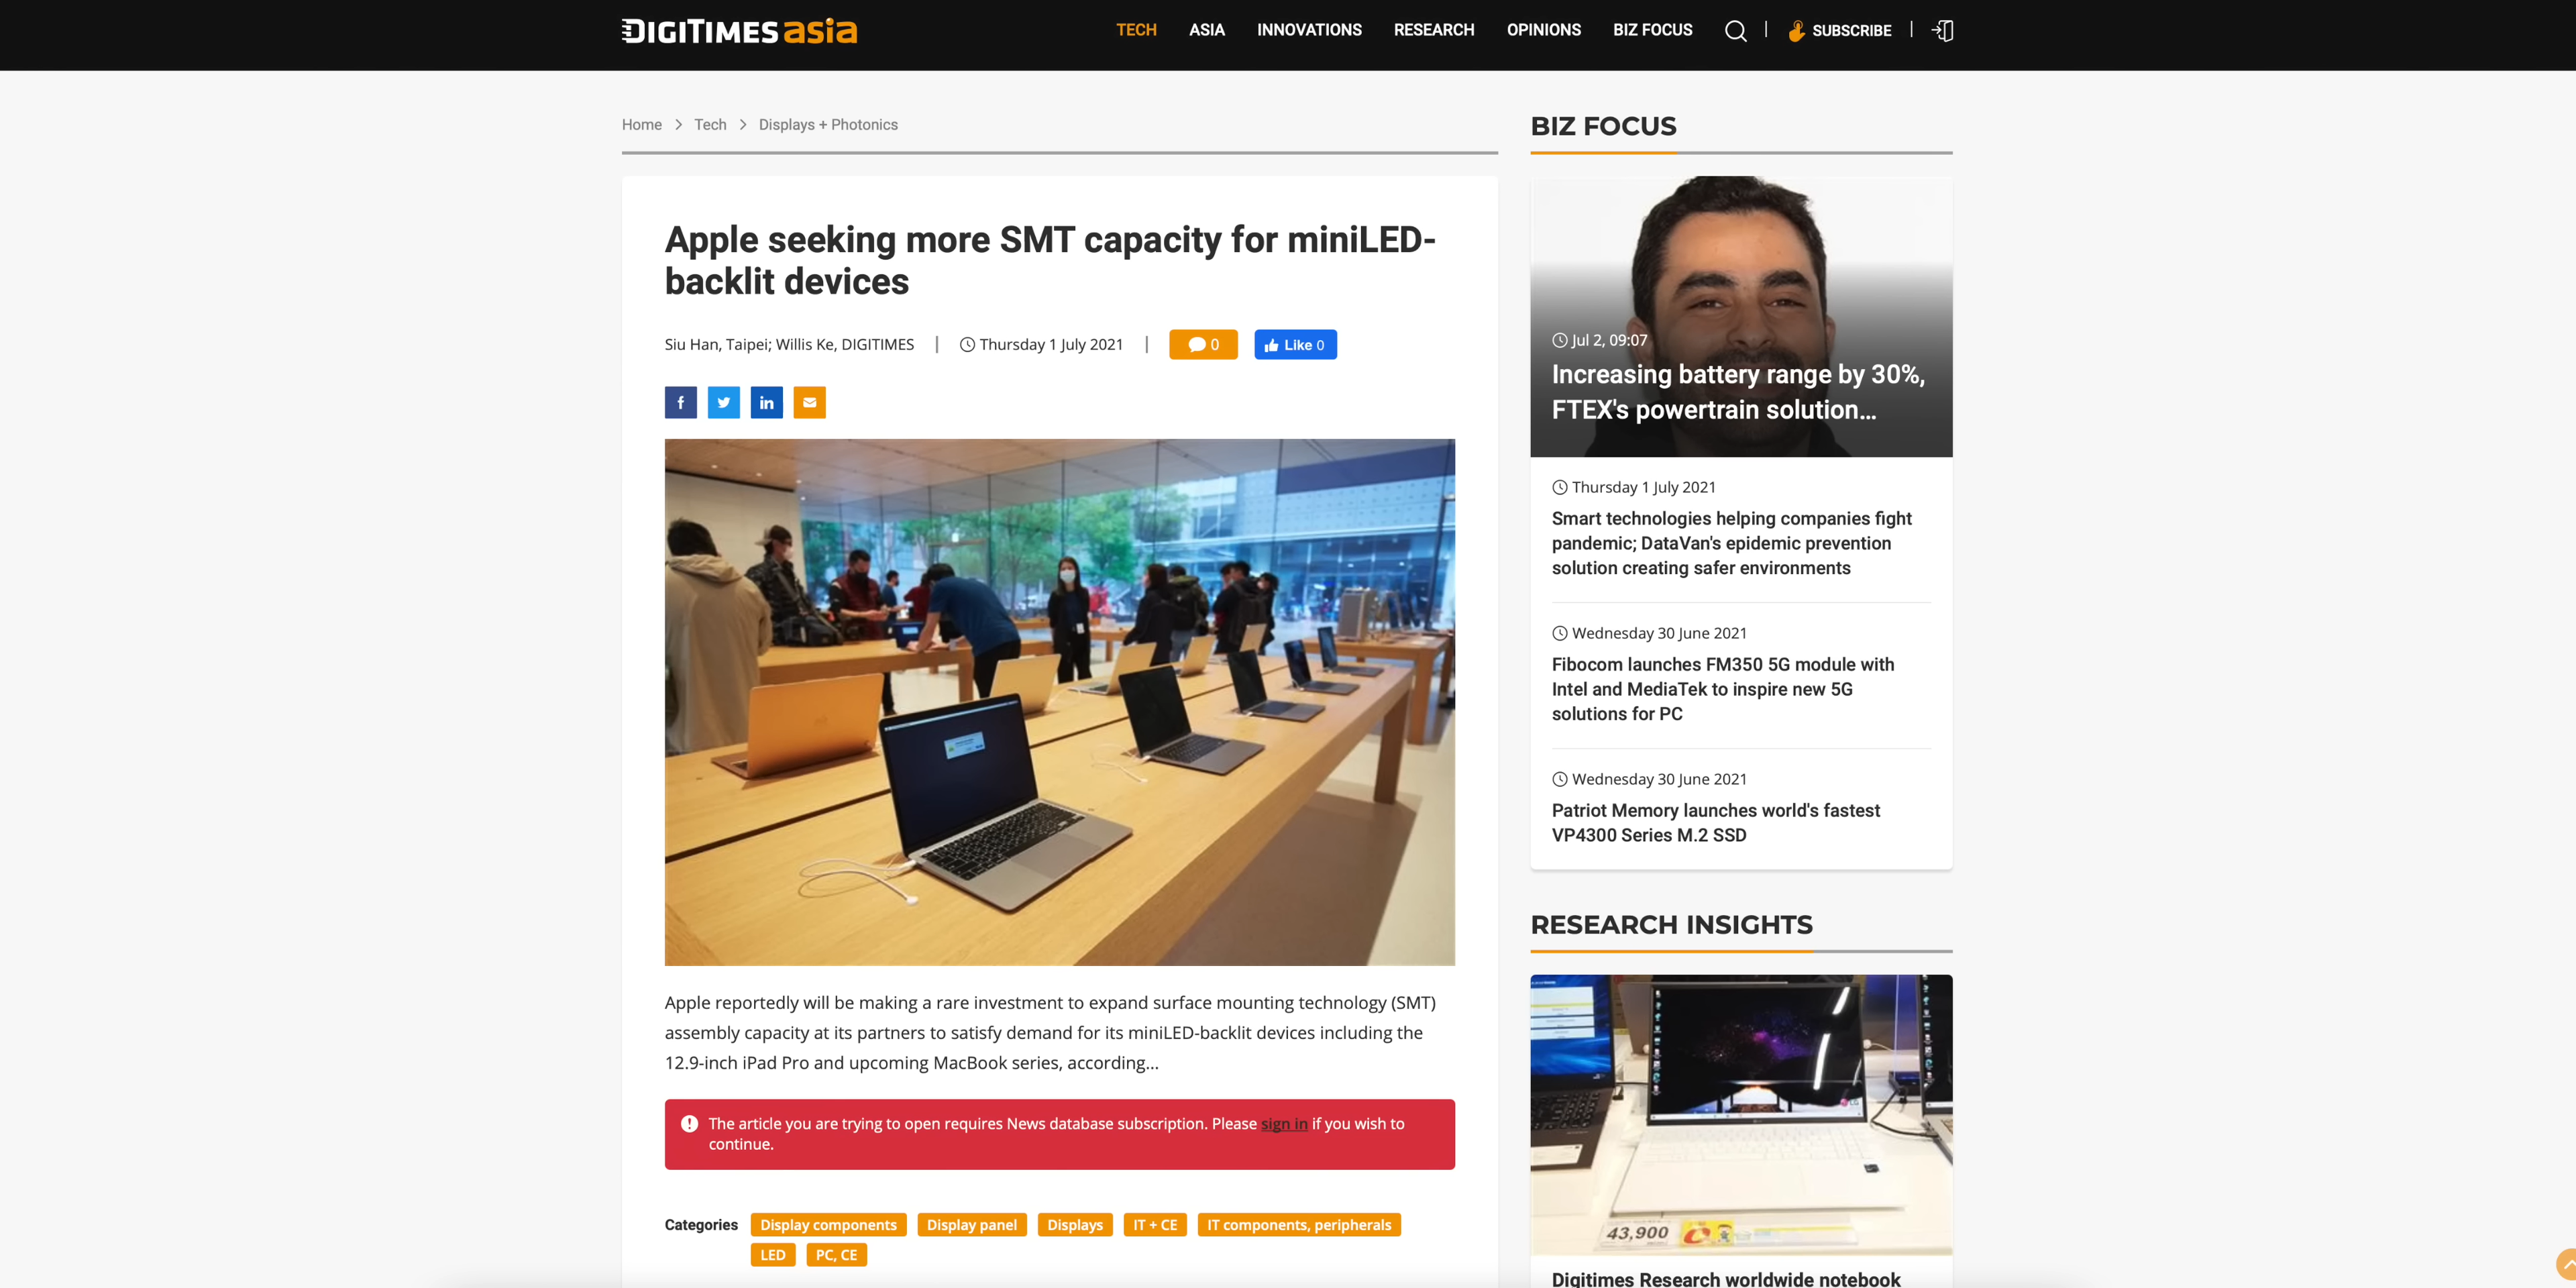 DIGITIMES asia
TECH
ASIA
INNOVATIONS
RESEARCH
OPINIONS
BIZ FOCUS
SUBSCRIBE
Home > Tech > Displays + Photonics
Apple seeking more SMT capacity for miniLED-
backlit devices
Siu Han, Taipei; Willis Ke, DIGITIMES | Thursday 1 July 2021 | 0 Like 0
Apple reportedly will be making a rare investment to expand surface mounting technology (SMT)
assembly capacity at its partners to satisfy demand for its miniLED-backlit devices including the
12.9-inch iPad Pro and upcoming MacBook series, according...
The article you are trying to open requires News database subscription. Please sign in if you wish to
continue.
Categories
Display components
Display panel
Displays
IT + CE
IT components, peripherals
LED
PC, CE
BIZ FOCUS
Jul 2, 09:07
Increasing battery range by 30%,
FTEX's powertrain solution...
Thursday 1 July 2021
Smart technologies helping companies fight
pandemic; DataVan's epidemic prevention
solution creating safer environments
Wednesday 30 June 2021
Fibocom launches FM350 5G module with
Intel and MediaTek to inspire new 5G
solutions for PC
Wednesday 30 June 2021
Patriot Memory launches world's fastest
VP4300 Series M.2 SSD
RESEARCH INSIGHTS
43,900
Digitimes Research worldwide notebook